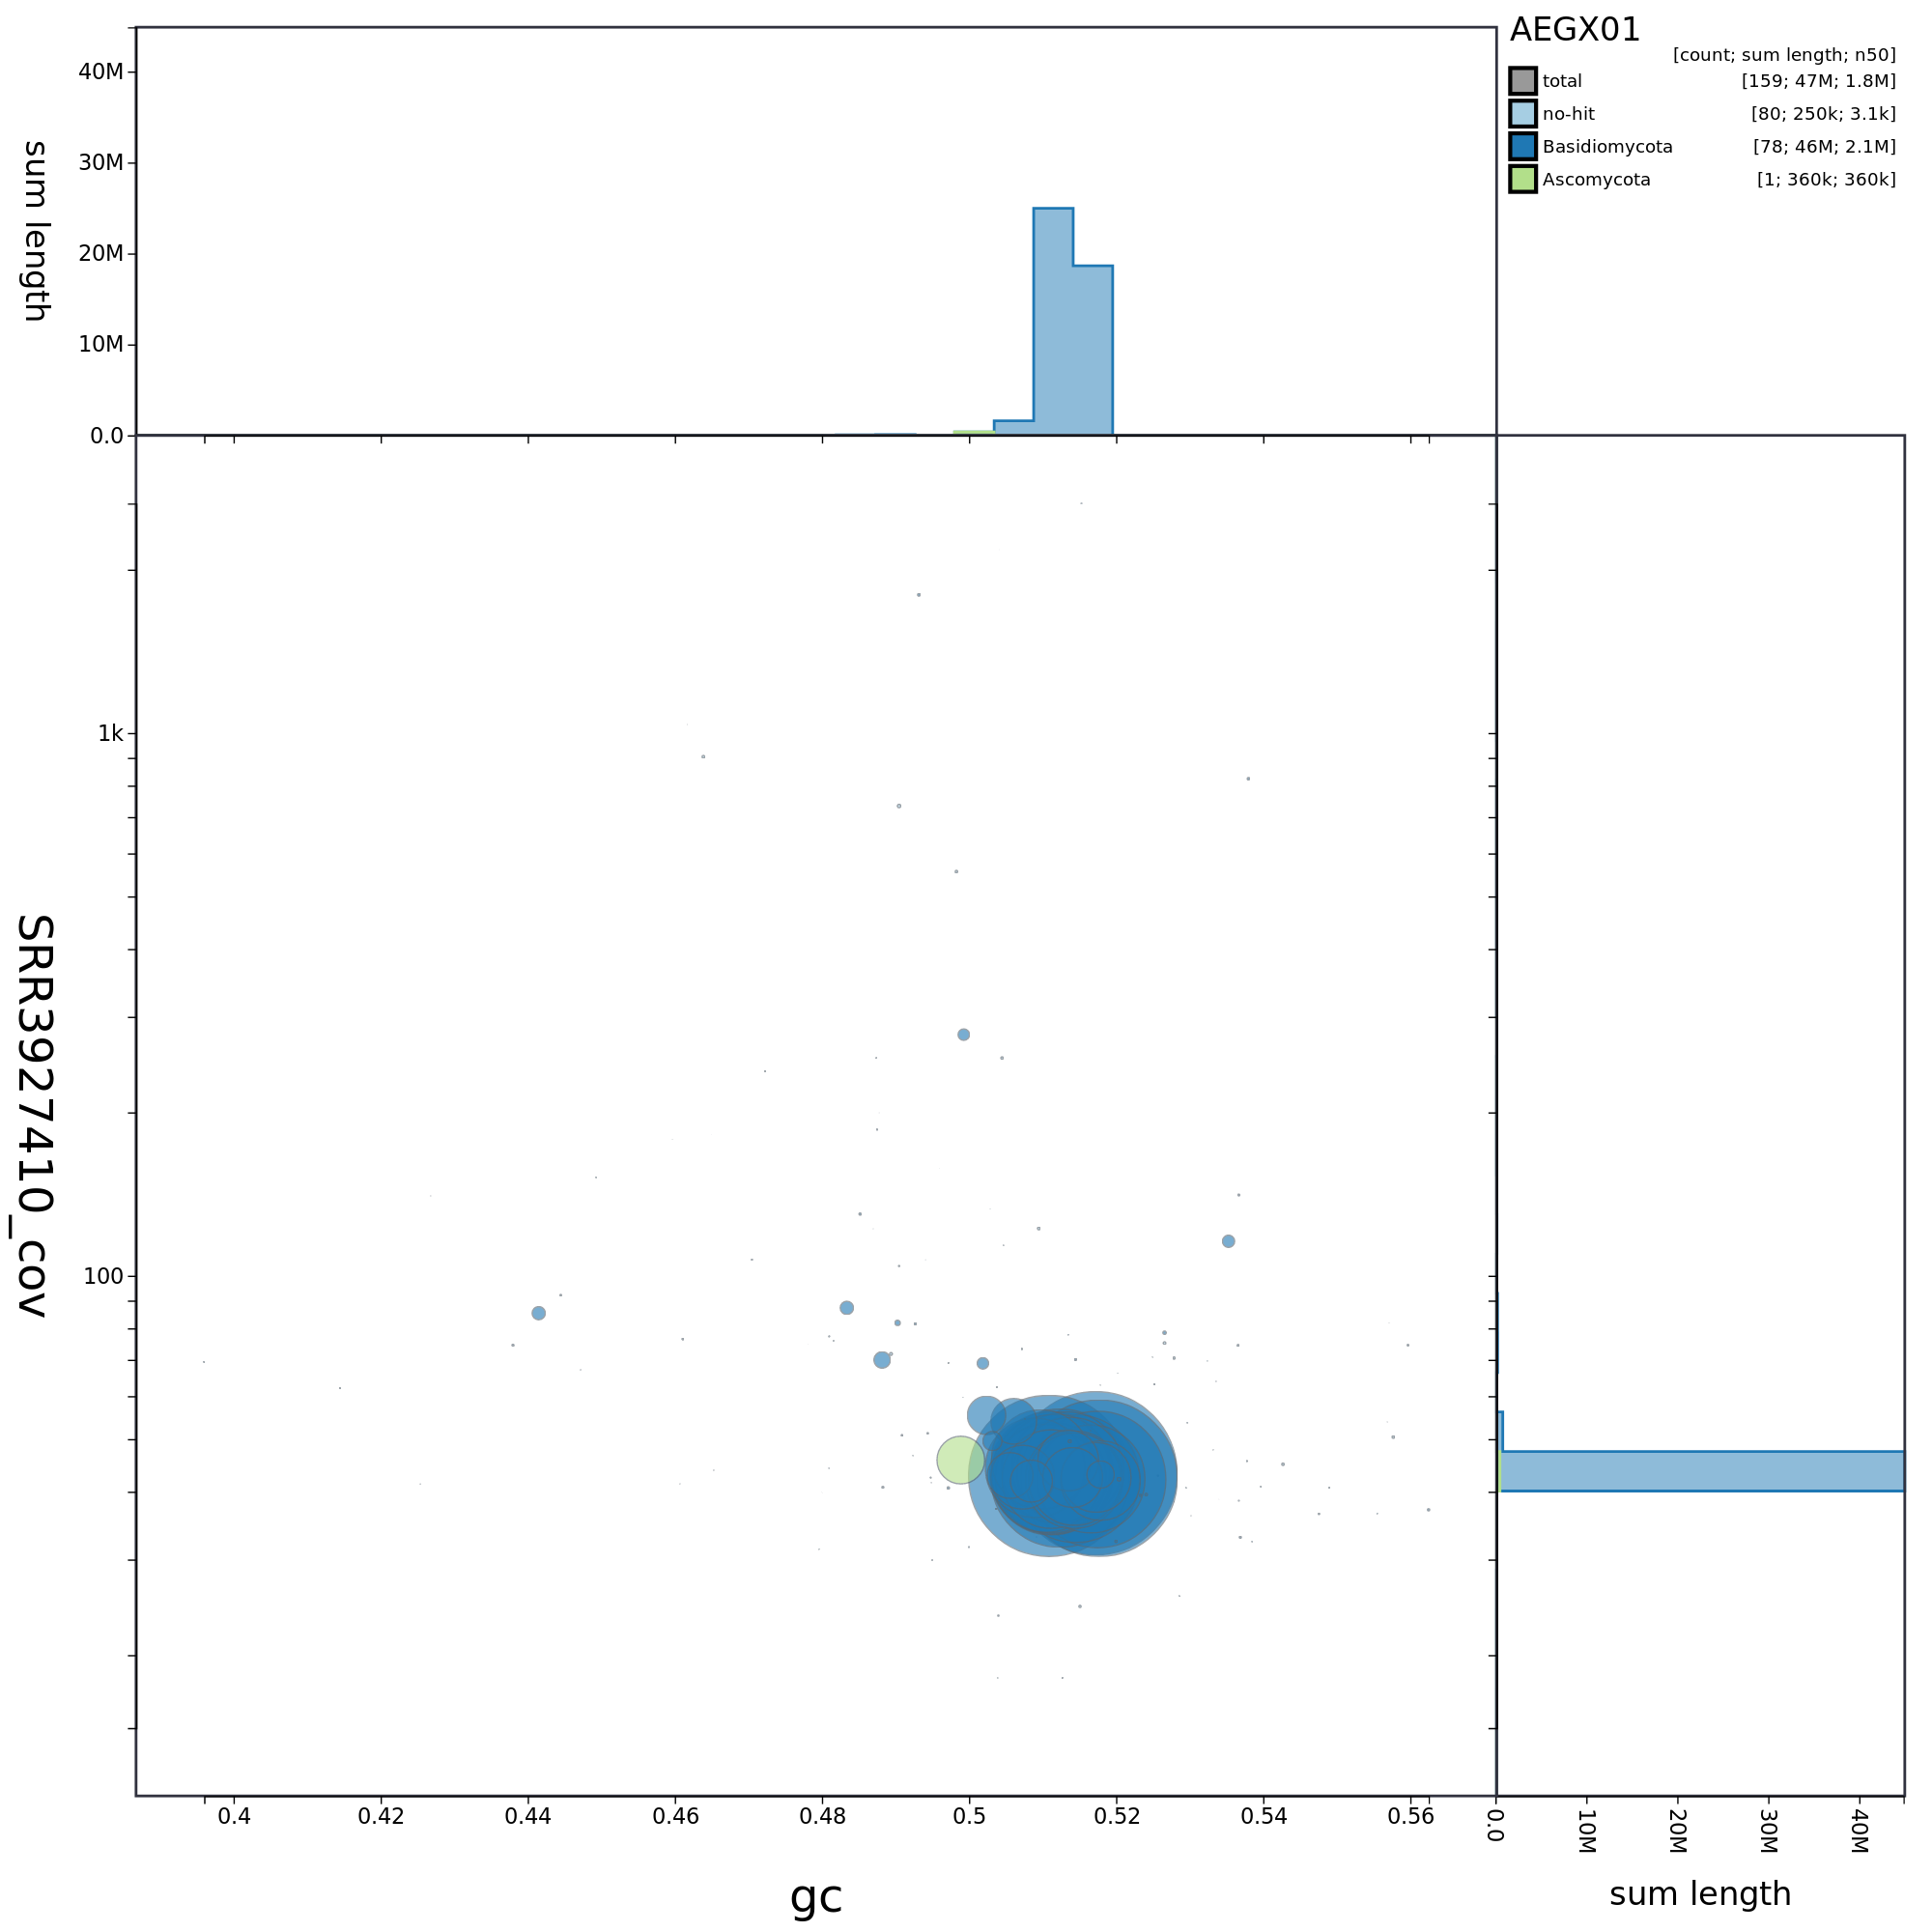 AEGX01
[count; sum length; n50]
total [159; 47M; 1.8M]
no-hit [80; 250k; 3.1k]
Basidiomycota [78; 46M; 2.1M]
Ascomycota [1; 360k; 360k]
sum length
40M
30M
20M
10M
0.0
SRR3927410_cov
1k
100
0.4 0.42 0.44 0.46 0.48 0.5 0.52 0.54 0.56
gc
0.0 10M 20M 30M 40M
sum length